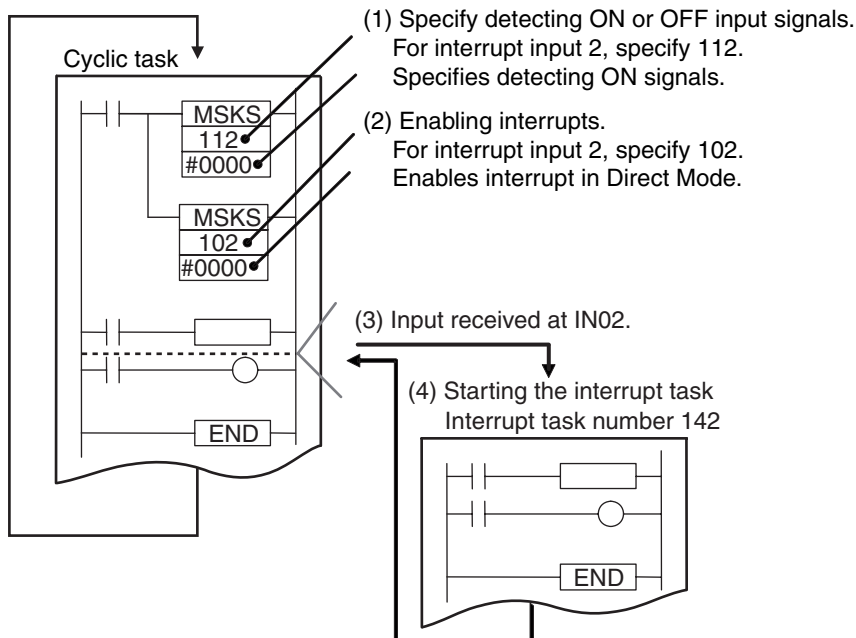 (1) Specify detecting ON or OFF input signals.
For interrupt input 2, specify 112.
Specifies detecting ON signals.
Cyclic task
MSKS
112
#0000
(2) Enabling interrupts.
For interrupt input 2, specify 102.
Enables interrupt in Direct Mode.
MSKS
102
#0000
(3) Input received at IN02.
(4) Starting the interrupt task
Interrupt task number 142
END
END